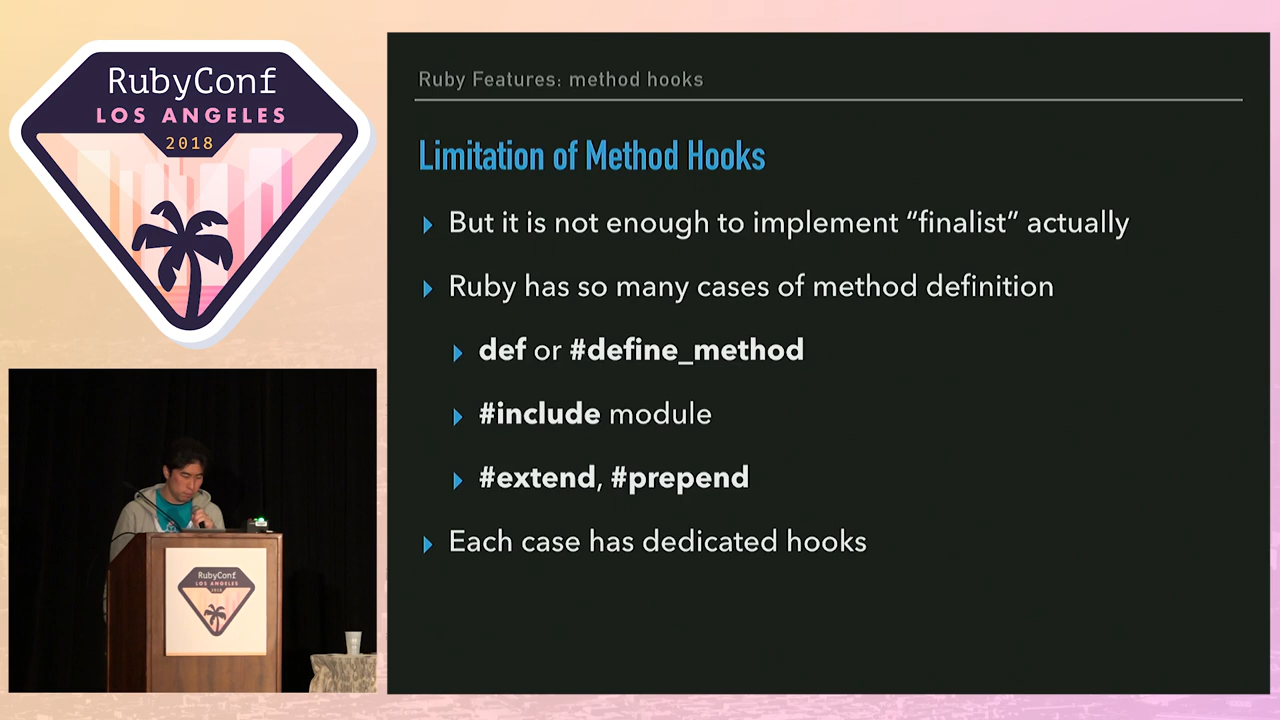 RubyConf
LOS ANGELES
2018
Ruby Features: method hooks
Limitation of Method Hooks
But it is not enough to implement “finalist” actually
Ruby has so many cases of method definition
def or #define_method
#include module
#extend, #prepend
Each case has dedicated hooks
RubyConf
LOS ANGELES
2018